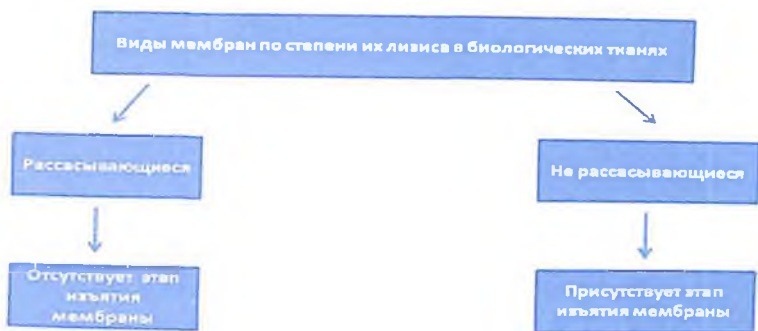 Виды мембран по степени их лизиса в биологических тканях
Рассасывающиеся
Не рассасывающиеся
Отсутствует этап
изъятия
мембраны
Присутствует этап
изъятия мембраны